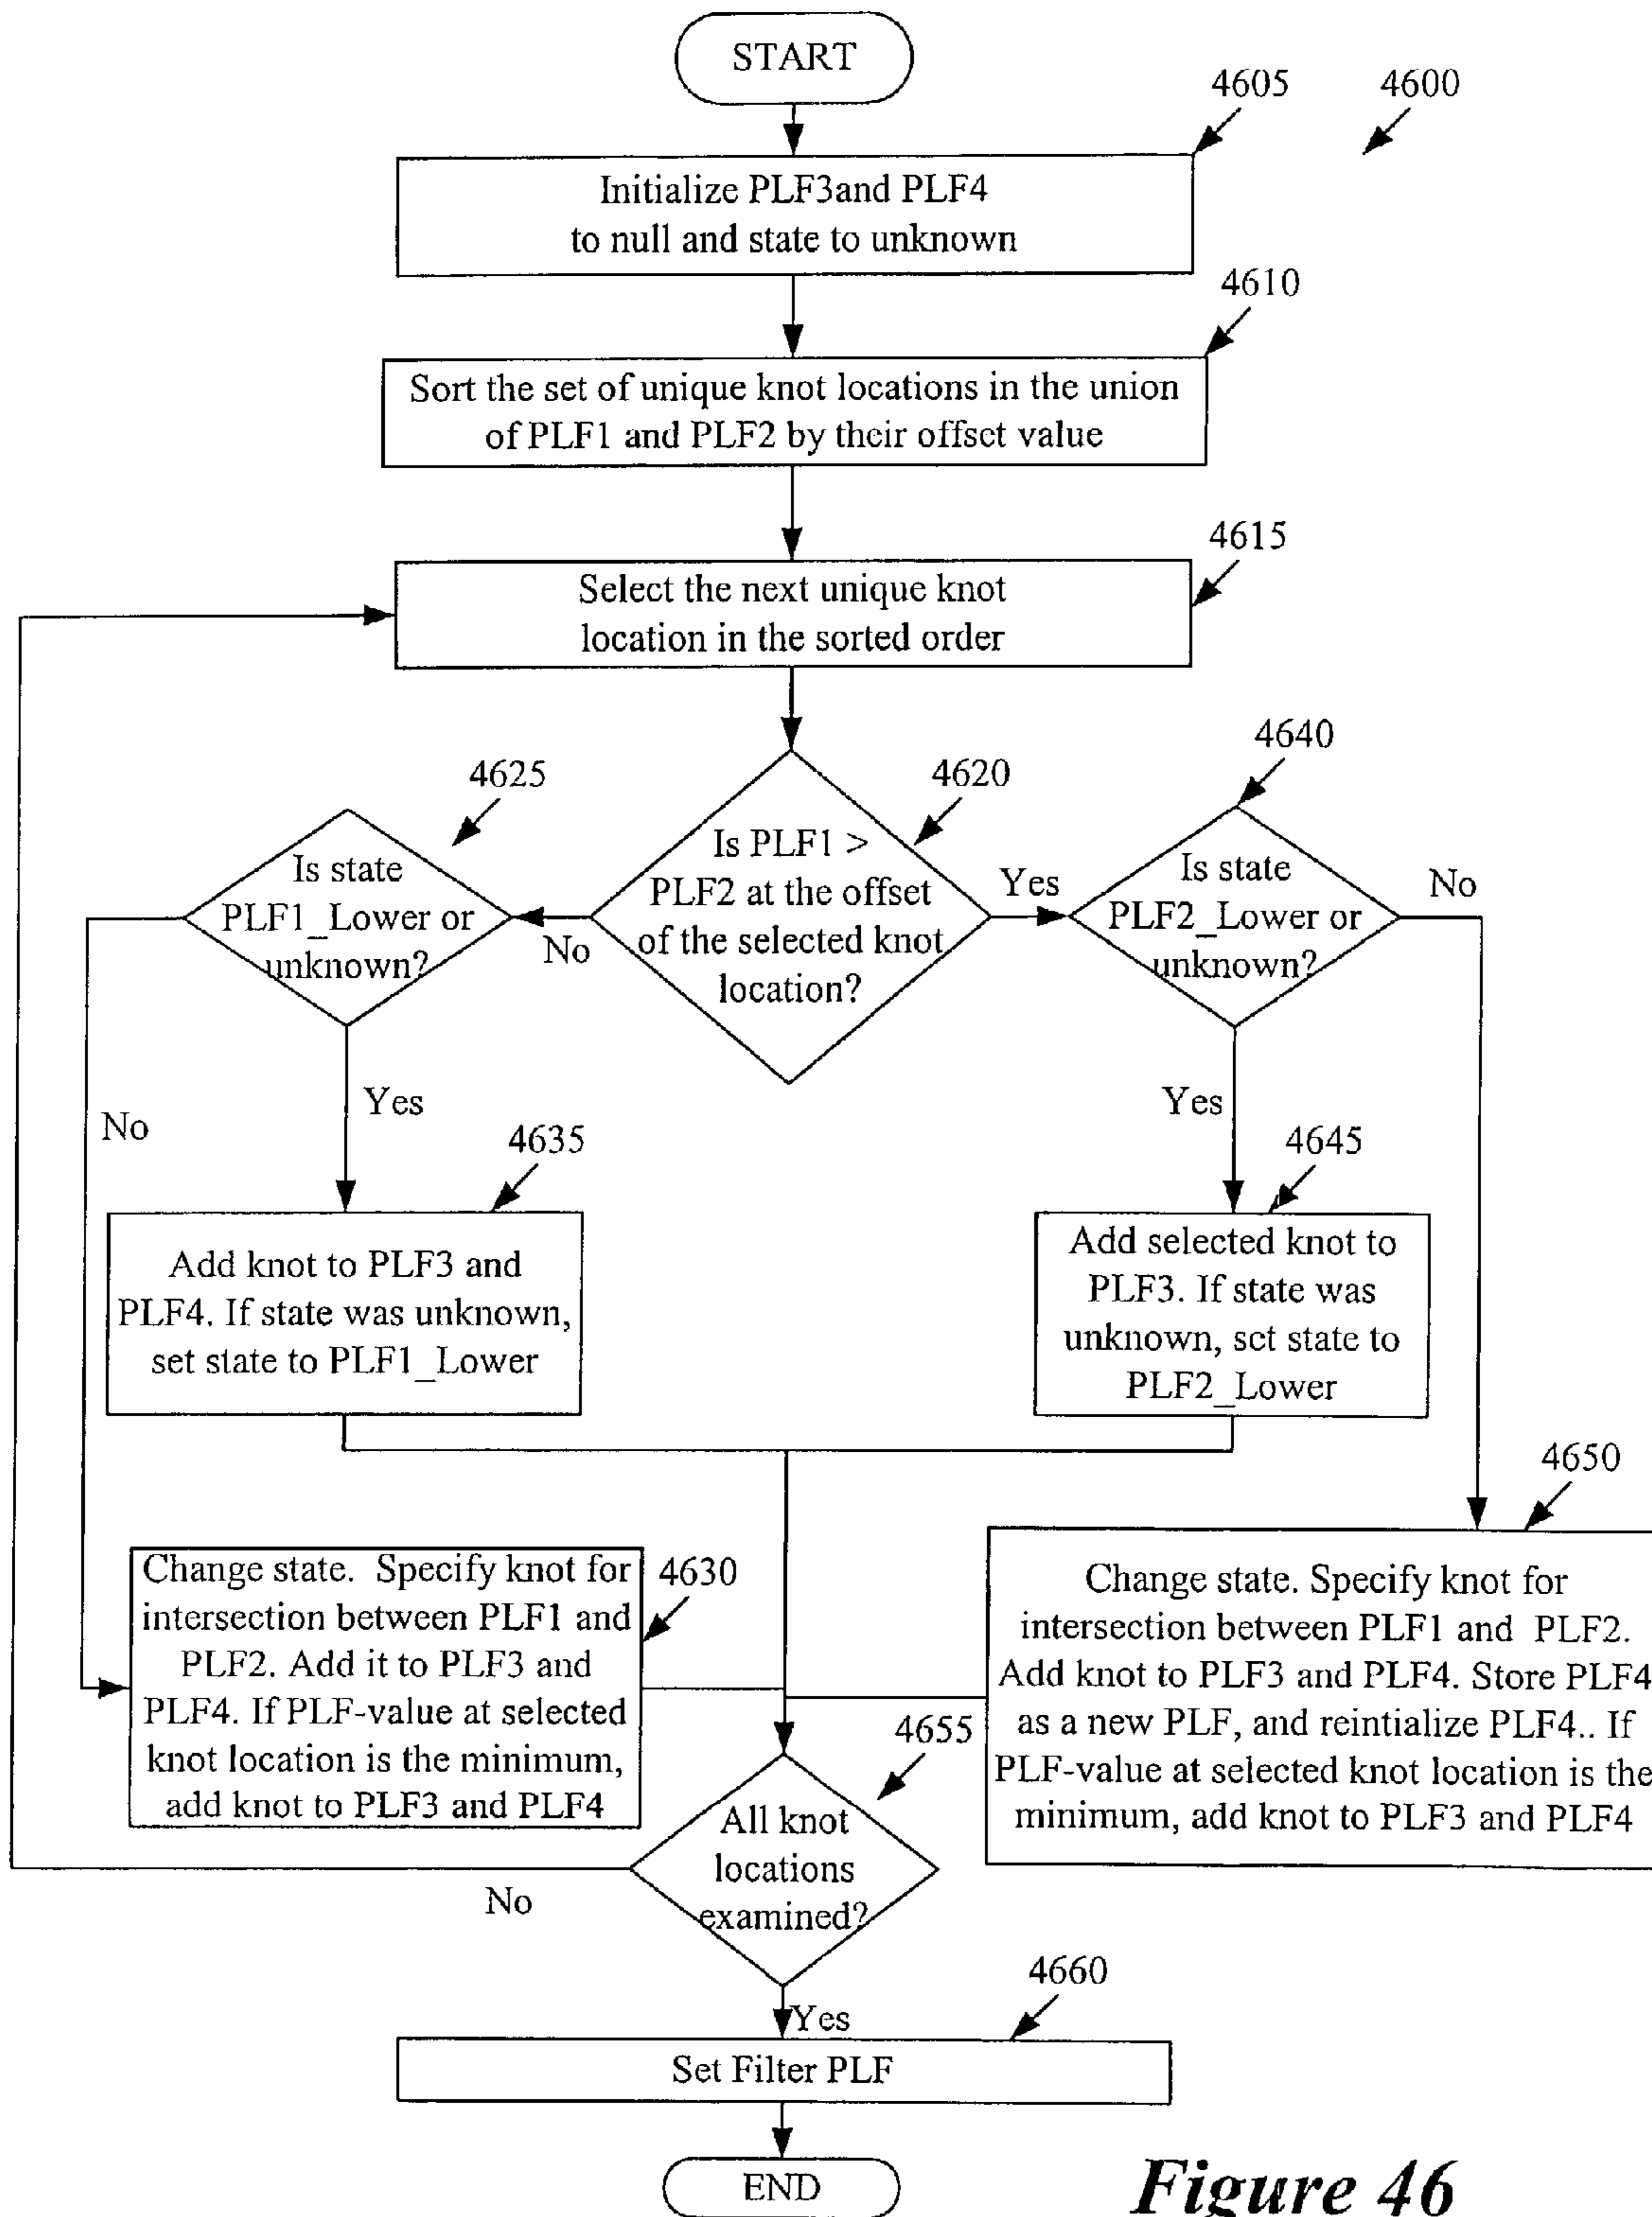 START
4605
4600
Initialize PLF3and PLF4
to null and state to unknown
4610
Sort the set of unique knot locations in the union
of PLF1 and PLF2 by their offset value
4615
Select the next unique knot
location in the sorted order
4640
4625
4620
Is state
PLF1_Lower or
unknown?
No
Is PLF1 >
PLF2 at the offset
of the selected knot
location?
Yes
Is state
PLF2_Lower or
unknown?
No
No
Yes
Yes
4635
4645
Add knot to PLF3 and
PLF4. If state was unknown,
set state to PLF1_Lower
Add selected knot to
PLF3. If state was
unknown, set state to
PLF2_Lower
4650
4630
Change state. Specify knot for
intersection between PLF1 and
PLF2. Add it to PLF3 and
PLF4. If PLF-value at selected
knot location is the minimum,
add knot to PLF3 and PLF4
Change state. Specify knot for
intersection between PLF1 and PLF2.
Add knot to PLF3 and PLF4. Store PLF4
as a new PLF, and reintialize PLF4.. If
PLF-value at selected knot location is the
minimum, add knot to PLF3 and PLF4
4655
All knot
locations
examined?
No
4660
Yes
Set Filter PLF
END
Figure 46